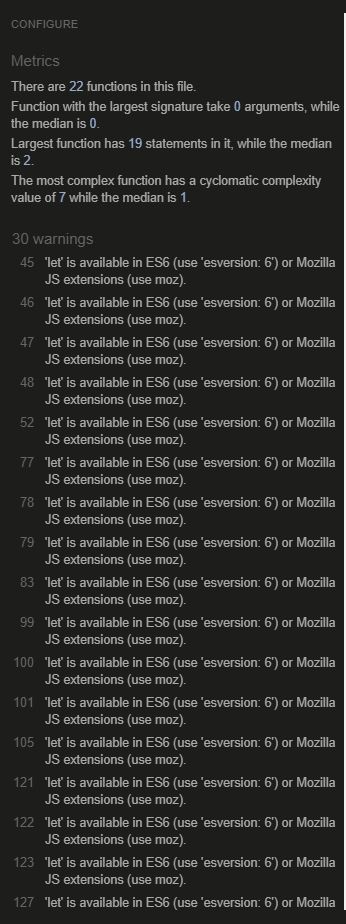 CONFIGURE
Metrics
There are 22 functions in this file.
Function with the largest signature take 0 arguments, while
the median is 0.
Largest function has 19 statements in it, while the median
is 2.
The most complex function has a cyclomatic complexity
value of 7 while the median is 1.
30 warnings
45 'let' is available in ES6 (use 'esversion: 6') or Mozilla
JS extensions (use moz).
46 'let' is available in ES6 (use 'esversion: 6') or Mozilla
JS extensions (use moz).
47 'let' is available in ES6 (use 'esversion: 6') or Mozilla
JS extensions (use moz).
48 'let' is available in ES6 (use 'esversion: 6') or Mozilla
JS extensions (use moz).
52 'let' is available in ES6 (use 'esversion: 6') or Mozilla
JS extensions (use moz).
77 'let' is available in ES6 (use 'esversion: 6') or Mozilla
JS extensions (use moz).
78 'let' is available in ES6 (use 'esversion: 6') or Mozilla
JS extensions (use moz).
79 'let' is available in ES6 (use 'esversion: 6') or Mozilla
JS extensions (use moz).
83 'let' is available in ES6 (use 'esversion: 6') or Mozilla
JS extensions (use moz).
99 'let' is available in ES6 (use 'esversion: 6') or Mozilla
JS extensions (use moz).
100 'let' is available in ES6 (use 'esversion: 6') or Mozilla
JS extensions (use moz).
101 'let' is available in ES6 (use 'esversion: 6') or Mozilla
JS extensions (use moz).
105 'let' is available in ES6 (use 'esversion: 6') or Mozilla
JS extensions (use moz).
121 'let' is available in ES6 (use 'esversion: 6') or Mozilla
JS extensions (use moz).
122 'let' is available in ES6 (use 'esversion: 6') or Mozilla
JS extensions (use moz).
123 'let' is available in ES6 (use 'esversion: 6') or Mozilla
JS extensions (use moz).
127 'let' is available in ES6 (use 'esversion: 6') or Mozilla